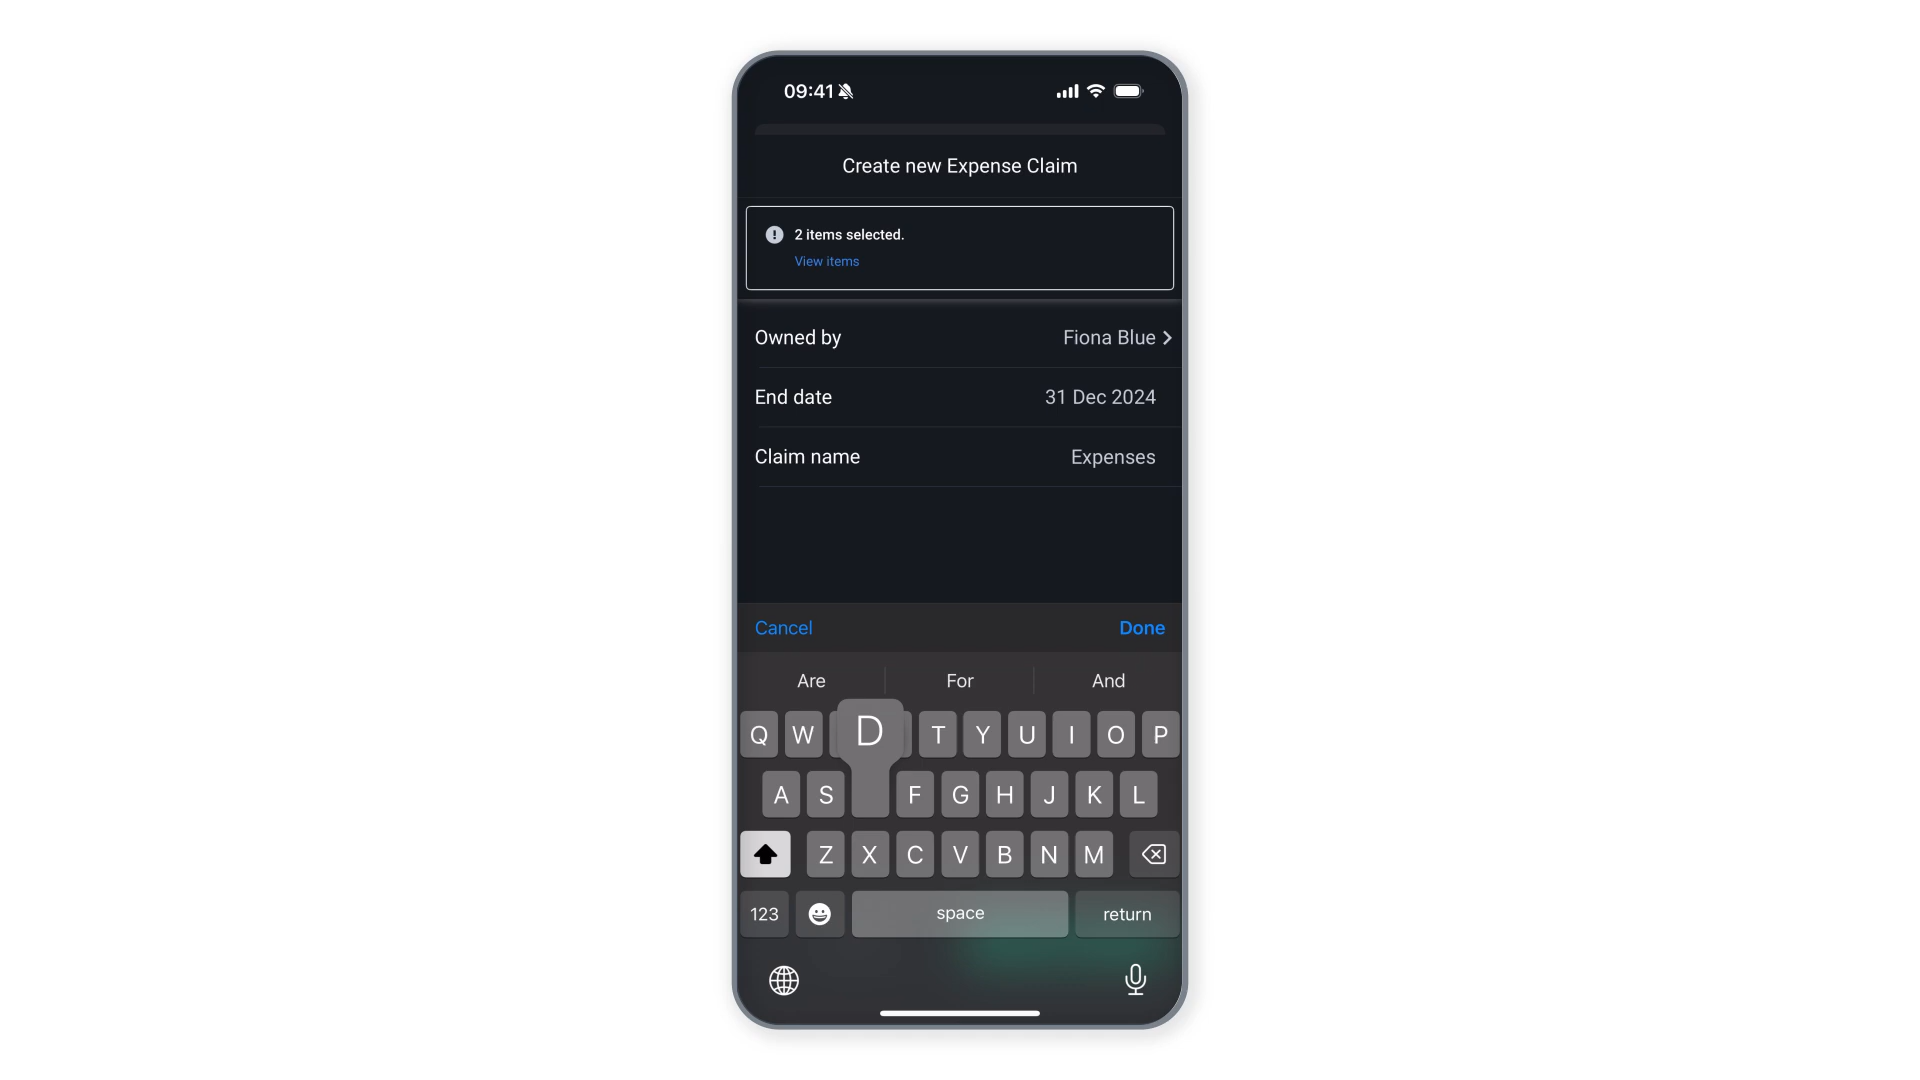 09:41
Create new Expense Claim
2 items selected.
View items
Owned by Fiona Blue
End date 31 Dec 2024
Claim name Expenses
Cancel Done
Are For And
Q W D T Y U I O P
A S F G H J K L
Z X C V B N M
123 space return